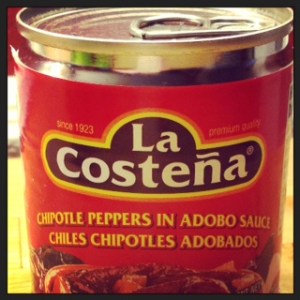 since 1923
premium quality
La
Costeña®
CHIPOTLE PEPPERS IN ADOBO SAUCE
CHILES CHIPOTLES ADOBADOS